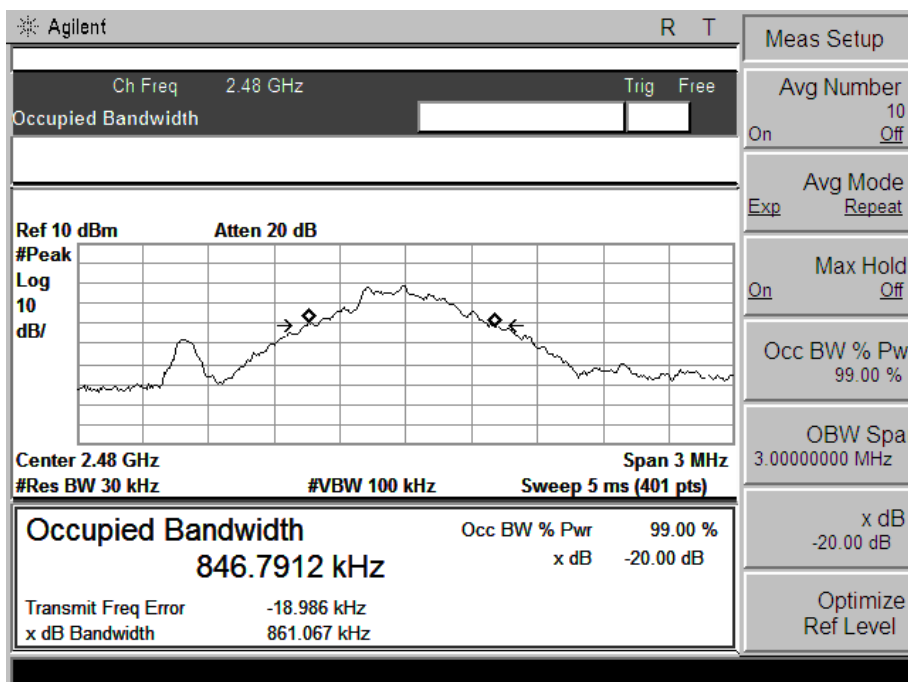 Agilent R T
Ch Freq 2.48 GHz Trig Free
Occupied Bandwidth
Ref 10 dBm Atten 20 dB
#Peak
Log
10
dB/
Center 2.48 GHz Span 3 MHz
#Res BW 30 kHz #VBW 100 kHz Sweep 5 ms (401 pts)
Occupied Bandwidth
846.7912 kHz
Occ BW % Pwr 99.00 %
x dB -20.00 dB
Transmit Freq Error -18.986 kHz
x dB Bandwidth 861.067 kHz
Meas Setup
Avg Number
10
On Off
Avg Mode
Exp Repeat
Max Hold
On Off
Occ BW % Pw
99.00 %
OBW Spa
3.00000000 MHz
x dB
-20.00 dB
Optimize
Ref Level